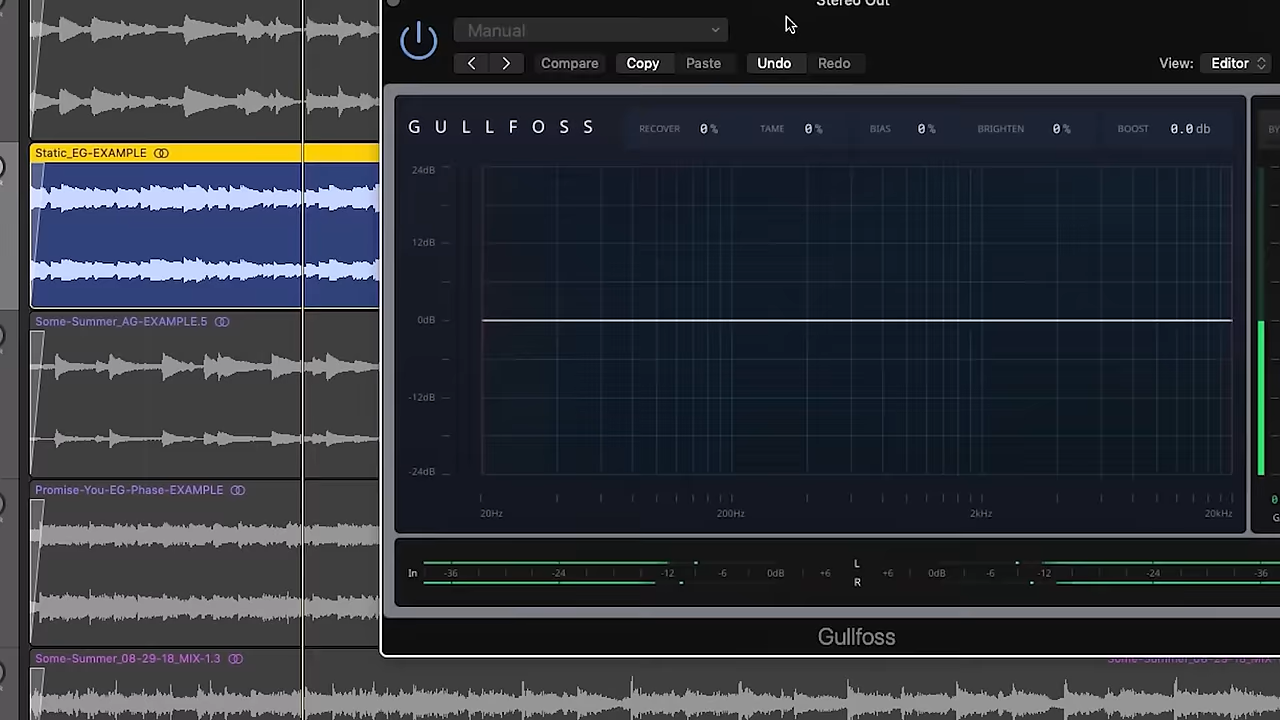 Stereo Out
Manual
Compare Copy Paste Undo Redo View: Editor
GULLFOSS RECOVER 0% TAME 0% BIAS 0% BRIGHTEN 0% BOOST 0.0db BY
Static_EG-EXAMPLE
24dB
12dB
0dB
-12dB
-24dB
20Hz 200Hz 2kHz 20kHz
Some-Summer_AG-EXAMPLE.5
Promise-You-EG-Phase-EXAMPLE
0
G
L
In -36 -24 -12 -6 0dB +6 +6 0dB -6 -12 -24 -36
R
Gullfoss
Some-Summer_08-29-18_MIX-1.3